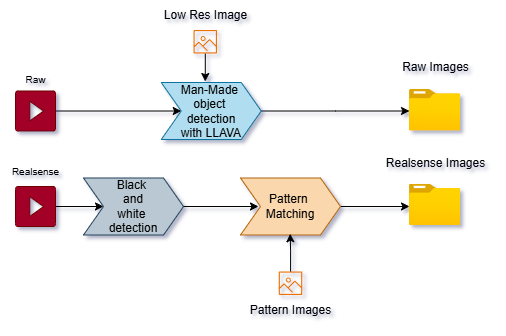 Low Res Image
Raw
Man-Made
object
detection
with LLAVA
Raw Images
Realsense
Black
and
white
detection
Pattern
Matching
Realsense Images
Pattern Images